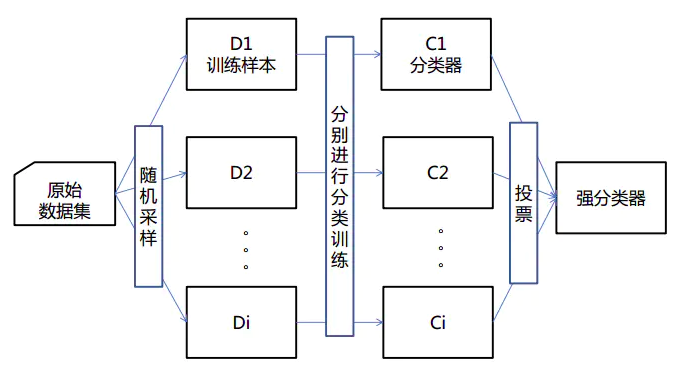 原始
数据集
随机采样
D1
训练样本
D2
。
。
。
Di
分别进行分类训练
C1
分类器
C2
。
。
。
Ci
投票
强分类器